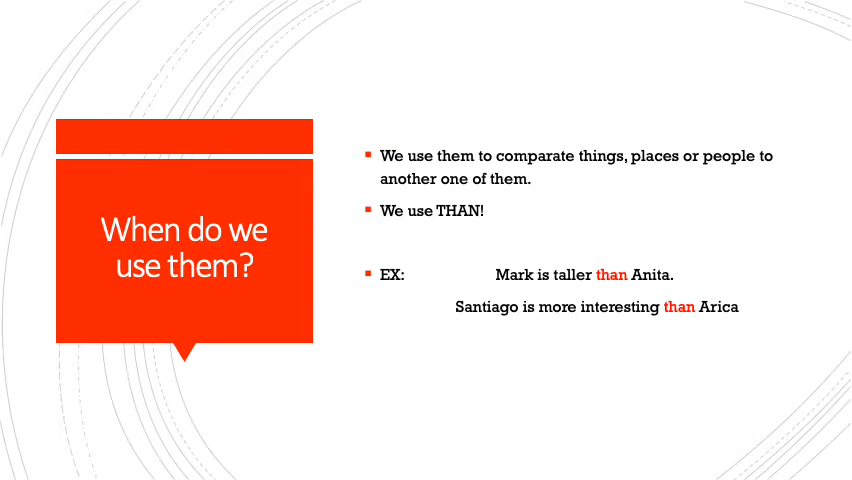 When do we
use them?
We use them to comparate things, places or people to
another one of them.
We use THAN!
EX: Mark is taller than Anita.
Santiago is more interesting than Arica